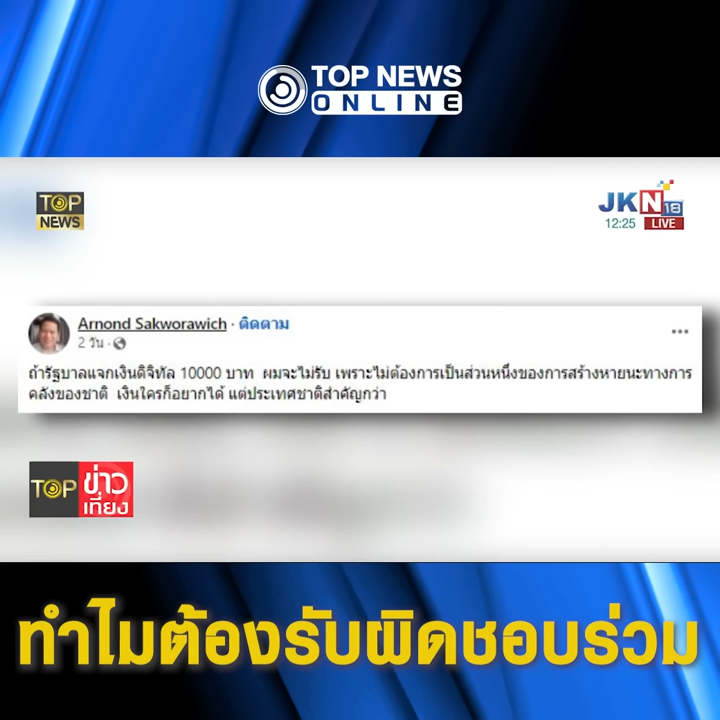 TOP NEWS
ONLINE
TOP
NEWS
JKN18
12:25 LIVE
Arnond Sakworawich · ติดตาม
2 วัน ·
ถ้ารัฐบาลแจกเงินดิจิทัล 10000 บาท ผมจะไม่รับ เพราะไม่ต้องการเป็นส่วนหนึ่งของการสร้างหายนะทางการ
คลังของชาติ เงินใครก็อยากได้ แต่ประเทศชาติสำคัญกว่า
TOP ข่าว
เที่ยง
ทำไมต้องรับผิดชอบร่วม